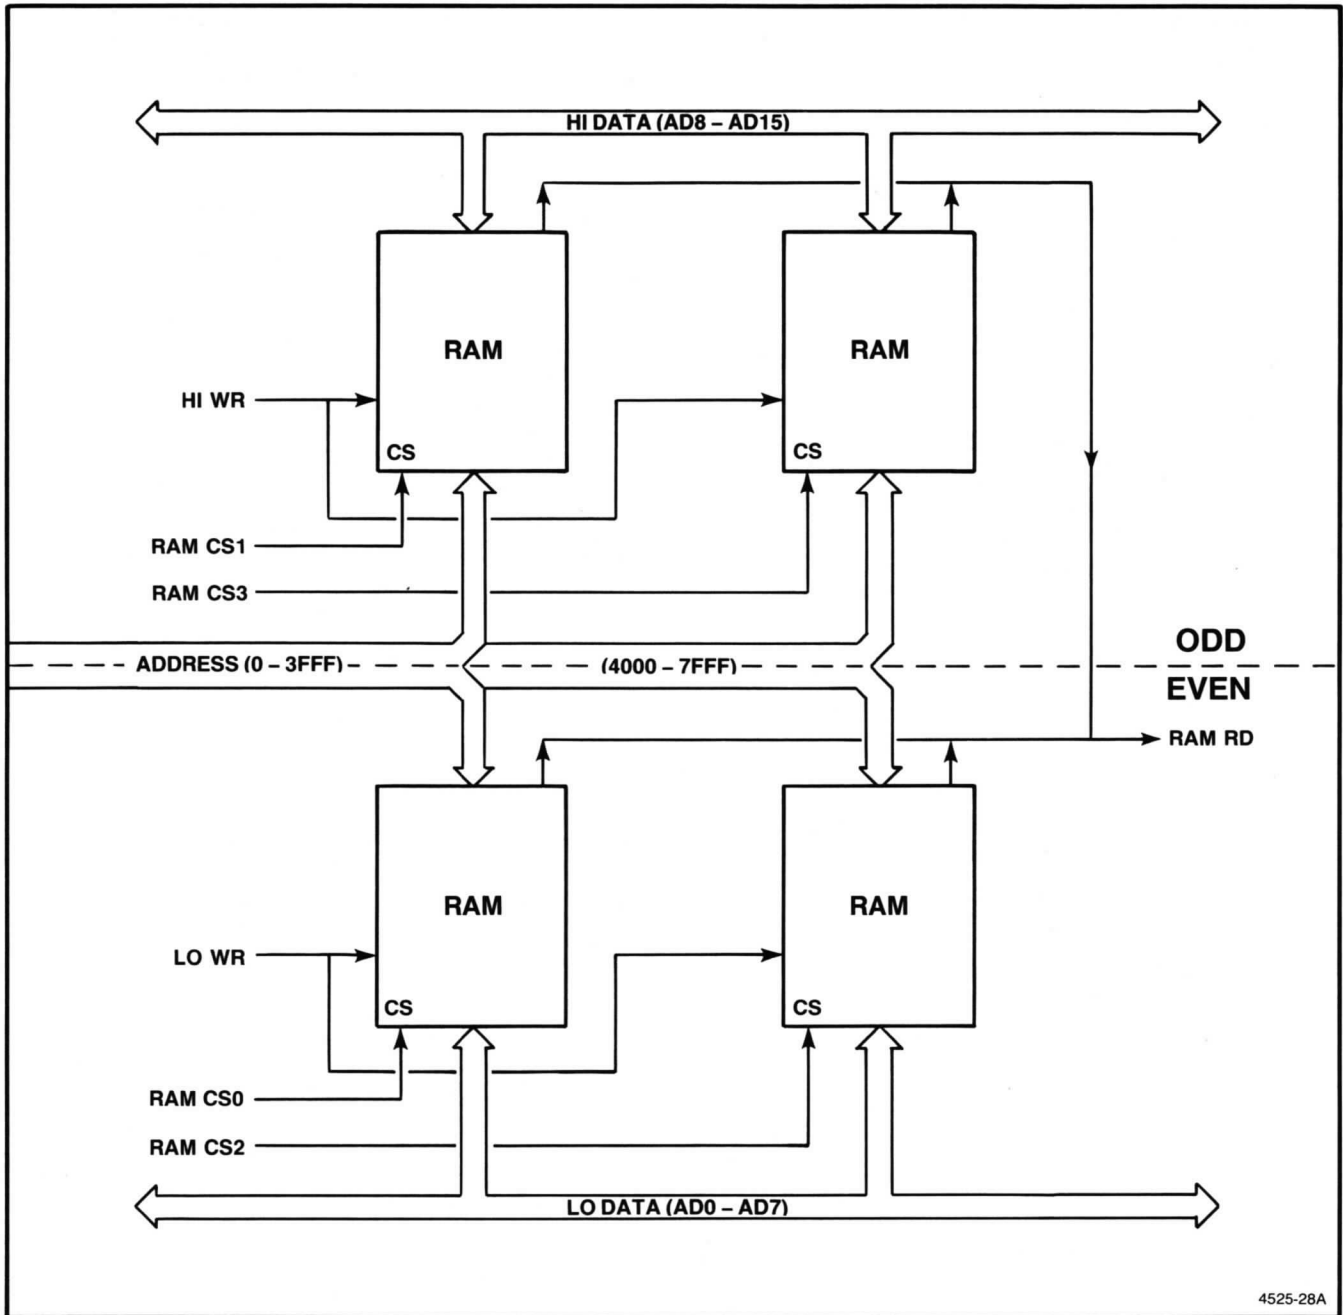 HI DATA (AD8 – AD15)
RAM
RAM
HI WR
CS
CS
RAM CS1
RAM CS3
ODD
ADDRESS (0 – 3FFF)
(4000 – 7FFF)
EVEN
RAM RD
RAM
RAM
LO WR
CS
CS
RAM CS0
RAM CS2
LO DATA (AD0 – AD7)
4525-28A